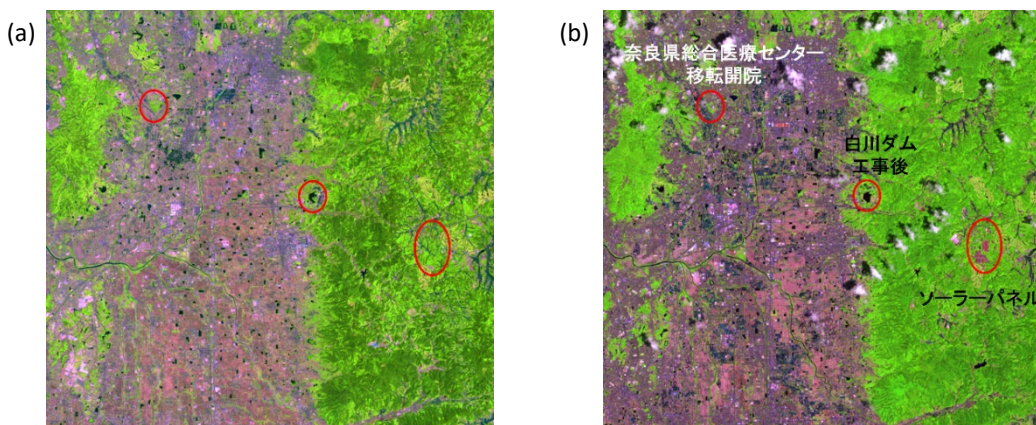 (a)
(b)
奈良県総合医療センター
移転開院
白川ダム
工事後
ソーラーパネル